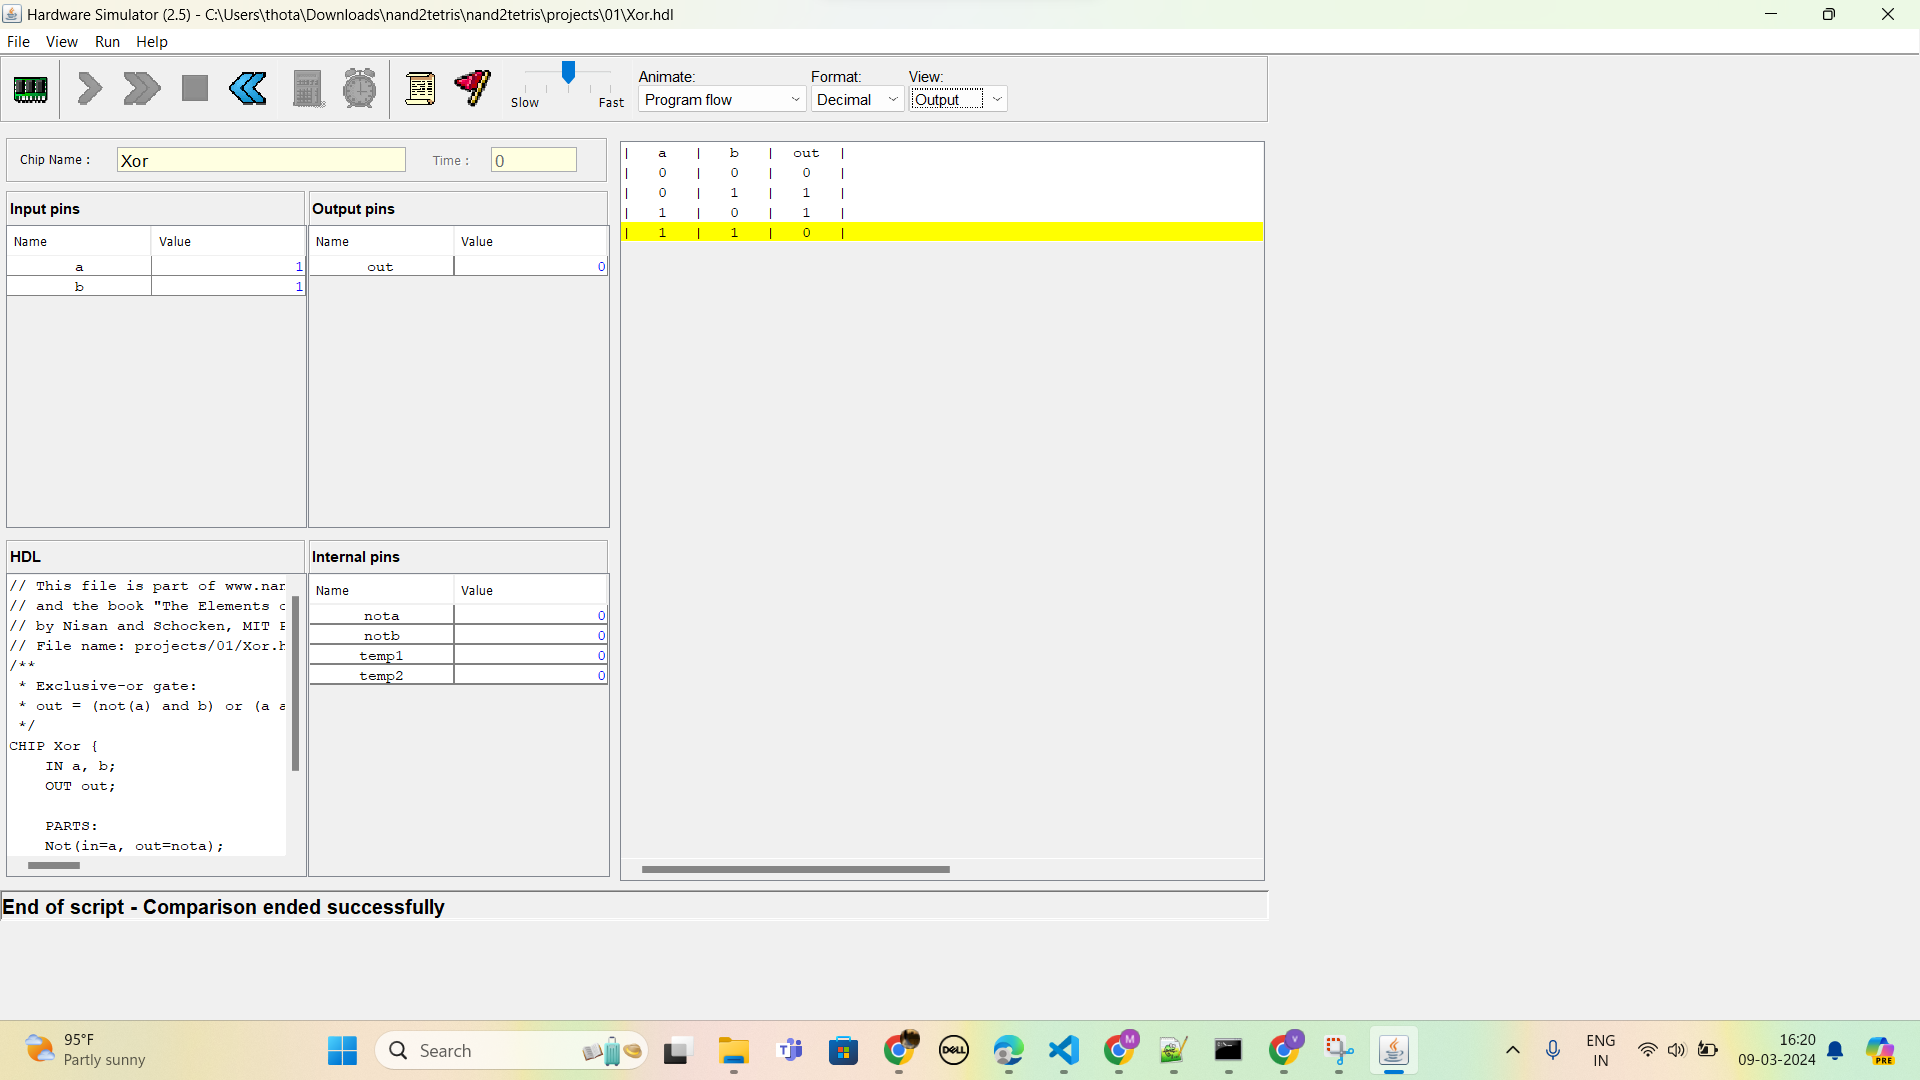 Hardware Simulator (2.5) - C:\Users\thota\Downloads\nand2tetris\nand2tetris\projects\01\Xor.hdl
File View Run Help
Slow Fast
Animate: Format: View:
Program flow Decimal Output
Chip Name : Xor Time : 0
Input pins
Name Value
a 1
b 1
Output pins
Name Value
out 0
| a | b | out |
| 0 | 0 | 0 |
| 0 | 1 | 1 |
| 1 | 0 | 1 |
| 1 | 1 | 0 |
HDL
// This file is part of www.nan
// and the book "The Elements o
// by Nisan and Schocken, MIT P
// File name: projects/01/Xor.h
/**
* Exclusive-or gate:
* out = (not(a) and b) or (a a
*/
CHIP Xor {
IN a, b;
OUT out;
PARTS:
Not(in=a, out=nota);
Internal pins
Name Value
nota 0
notb 0
temp1 0
temp2 0
End of script - Comparison ended successfully
95°F
Partly sunny
Search
DELL
M
V
PRE
ENG
IN
16:20
09-03-2024